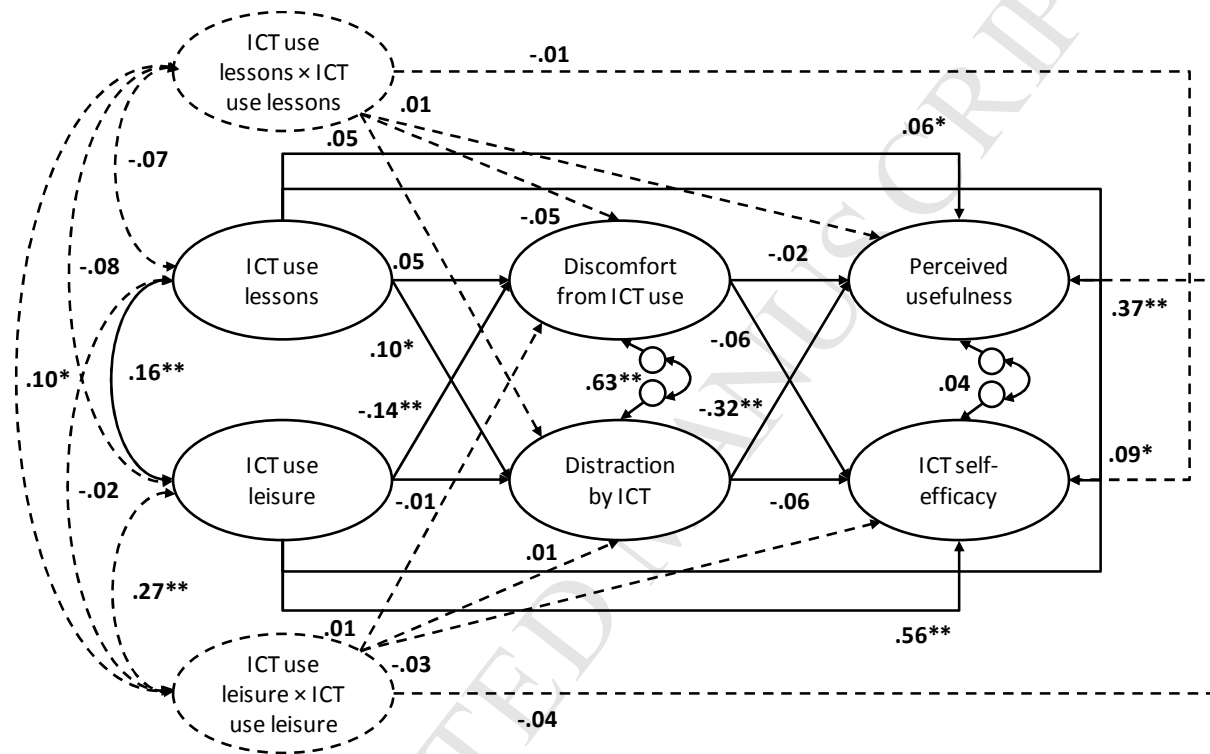 ICT use
lessons × ICT
use lessons
-.01
.01
.05
.06*
-.07
-.05
ICT use
lessons
.05
Discomfort
from ICT use
-.02
Perceived
usefulness
-.08
.37**
.10*
-.06
.10*
.16**
.63**
.04
-.14**
-.32**
ICT use
leisure
-.01
Distraction
by ICT
-.06
ICT self-
efficacy
.09*
-.02
.01
.27**
.01
.56**
-.03
ICT use
leisure × ICT
use leisure
-.04
TED MANUSCRIP